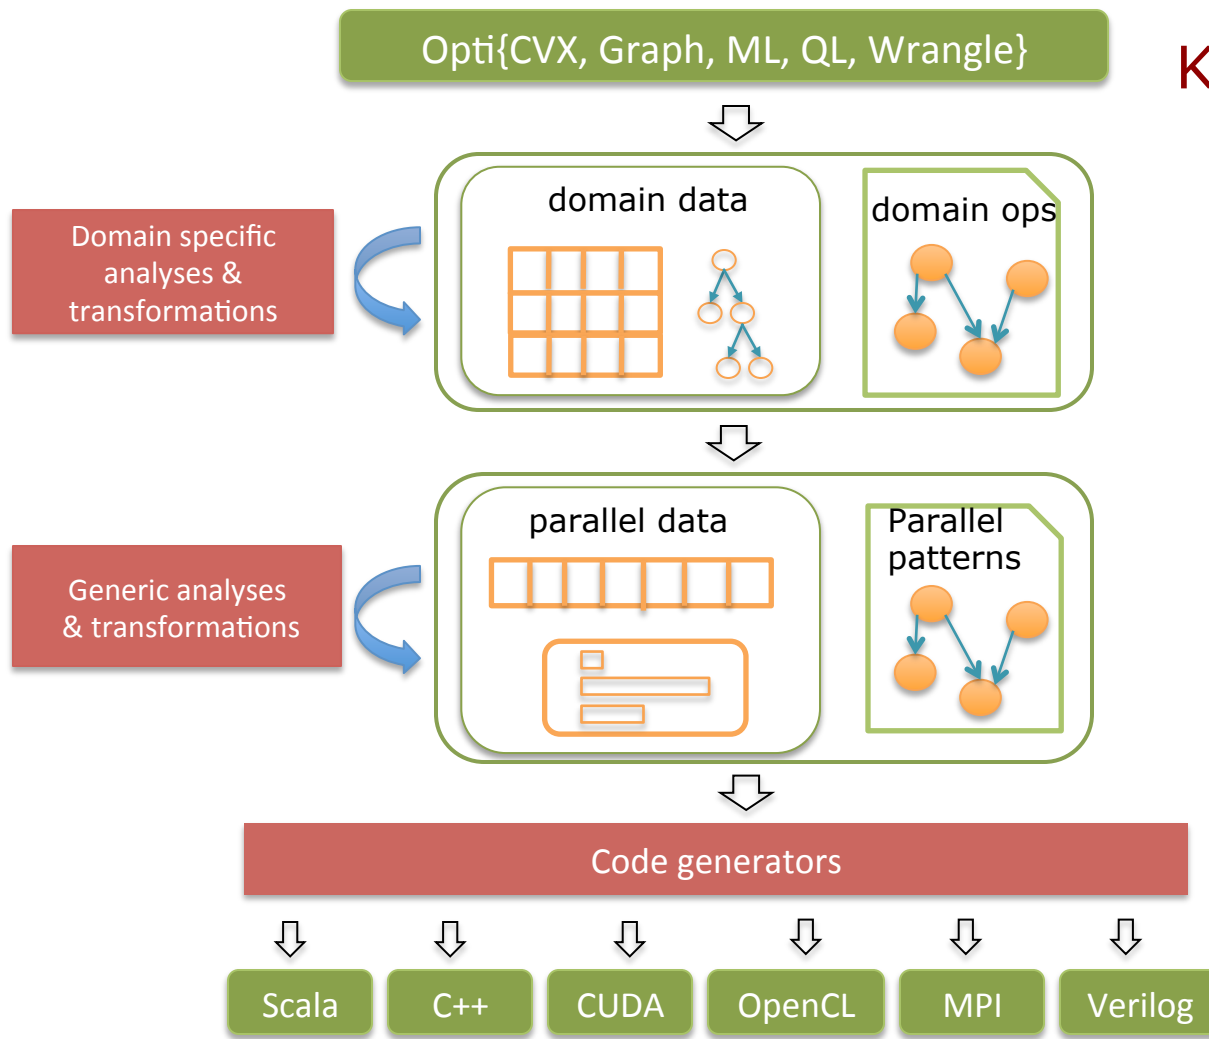 Opti{CVX, Graph, ML, QL, Wrangle}
K
domain data
domain ops
Domain specific
analyses &
transformations
parallel data
Parallel
patterns
Generic analyses
& transformations
Code generators
Scala
C++
CUDA
OpenCL
MPI
Verilog